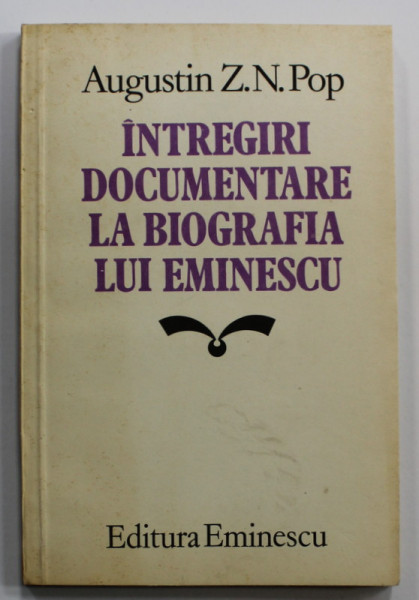 Augustin Z.N. Pop
ÎNTREGIRI
DOCUMENTARE
LA BIOGRAFIA
LUI EMINESCU
Editura Eminescu